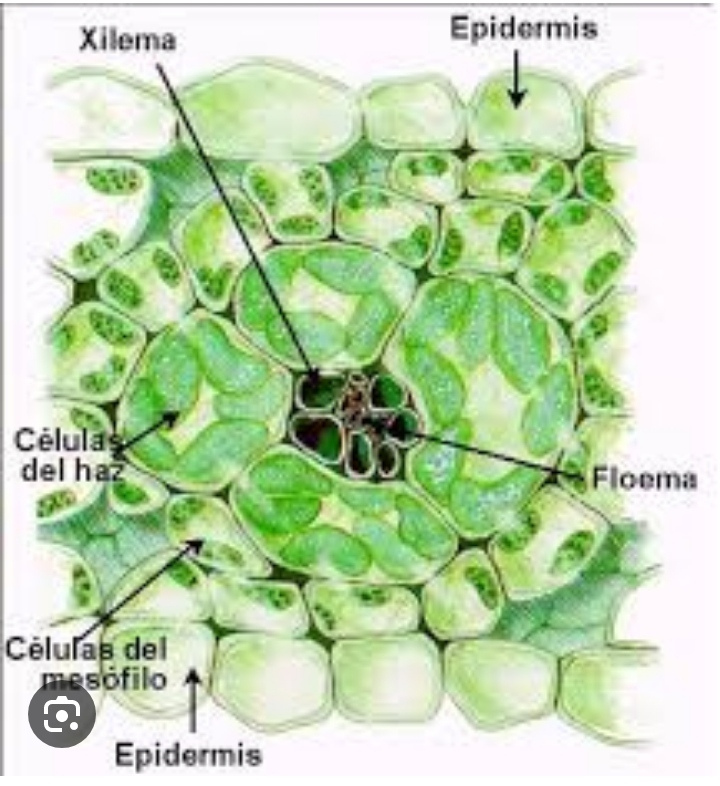 Xilema
Epidermis
Células
del haz
Floema
Células del
mesófilo
Epidermis